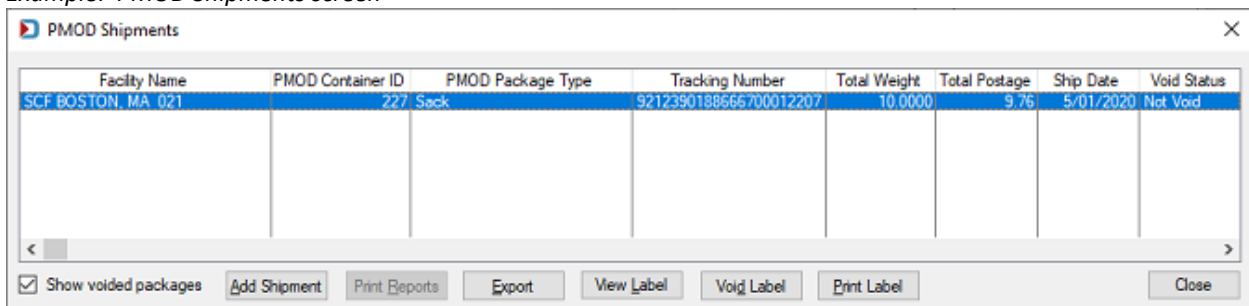 Example: PMOD Shipments screen
PMOD Shipments
Facility Name PMOD Container ID PMOD Package Type Tracking Number Total Weight Total Postage Ship Date Void Status
SCF BOSTON, MA 021 227 Sack 92123901888666700012207 10.0000 9.76 5/01/2020 Not Void
Show voided packages Add Shipment Print Reports Export View Label Void Label Print Label Close